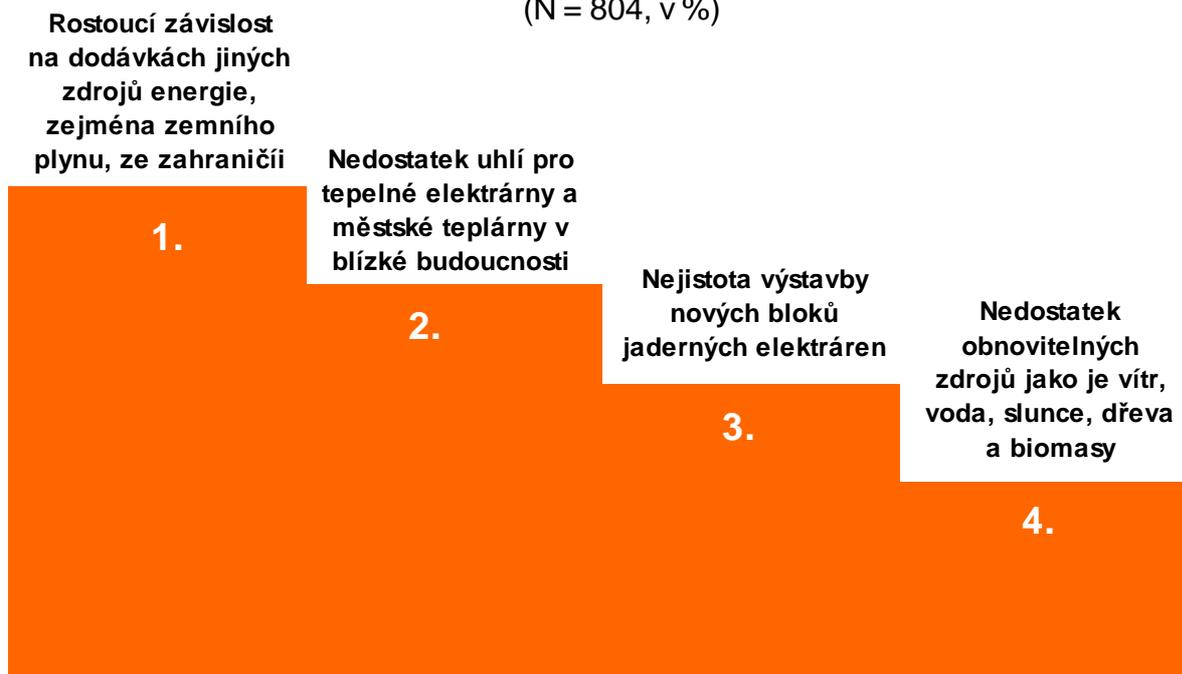 (N = 804, v %)
Rostoucí závislost
na dodávkách jiných
zdrojů energie,
zejména zemního
plynu, ze zahraničíi
1.
Nedostatek uhlí pro
tepelné elektrárny a
městské teplárny v
blízké budoucnosti
2.
Nejistota výstavby
nových bloků
jaderných elektráren
3.
Nedostatek
obnovitelných
zdrojů jako je vítr,
voda, slunce, dřeva
a biomasy
4.